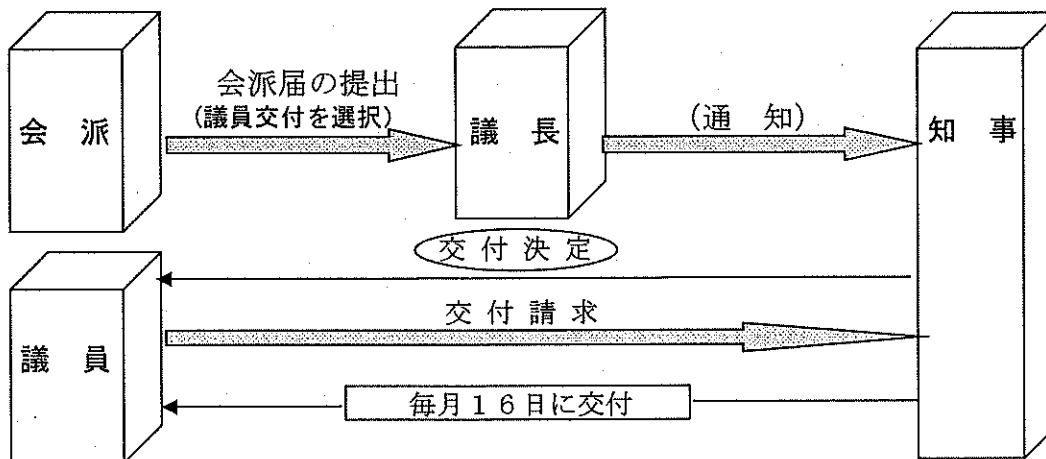 会派
会派届の提出
(議員交付を選択)
議長
(通 知)
知事
交付決定
議員
交付請求
毎月16日に交付